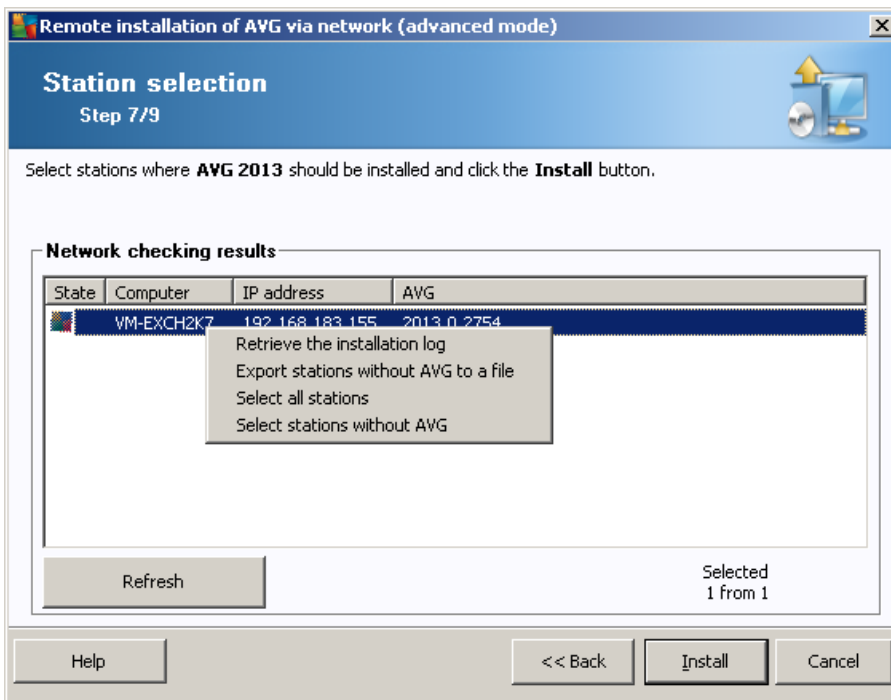 Remote installation of AVG via network (advanced mode)
Station selection
Step 7/9
Select stations where AVG 2013 should be installed and click the Install button.
Network checking results
State Computer IP address AVG
VM-EXCH2K7 192.168.183.155 2013.0.2754
Retrieve the installation log
Export stations without AVG to a file
Select all stations
Select stations without AVG
Refresh
Selected
1 from 1
Help << Back Install Cancel